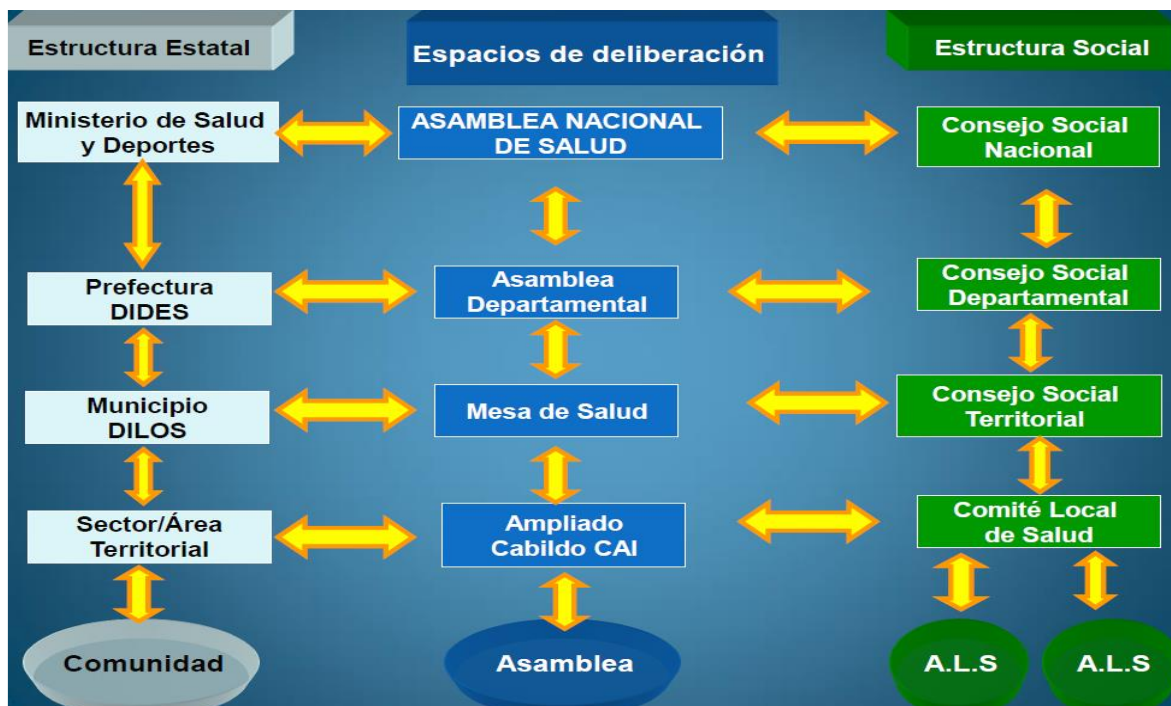 Estructura Estatal
Espacios de deliberación
Estructura Social
Ministerio de Salud
y Deportes
ASAMBLEA NACIONAL
DE SALUD
Consejo Social
Nacional
Prefectura
DIDES
Asamblea
Departamental
Consejo Social
Departamental
Municipio
DILOS
Mesa de Salud
Consejo Social
Territorial
Sector/Área
Territorial
Ampliado
Cabildo CAI
Comité Local
de Salud
Comunidad
Asamblea
A.L.S
A.L.S